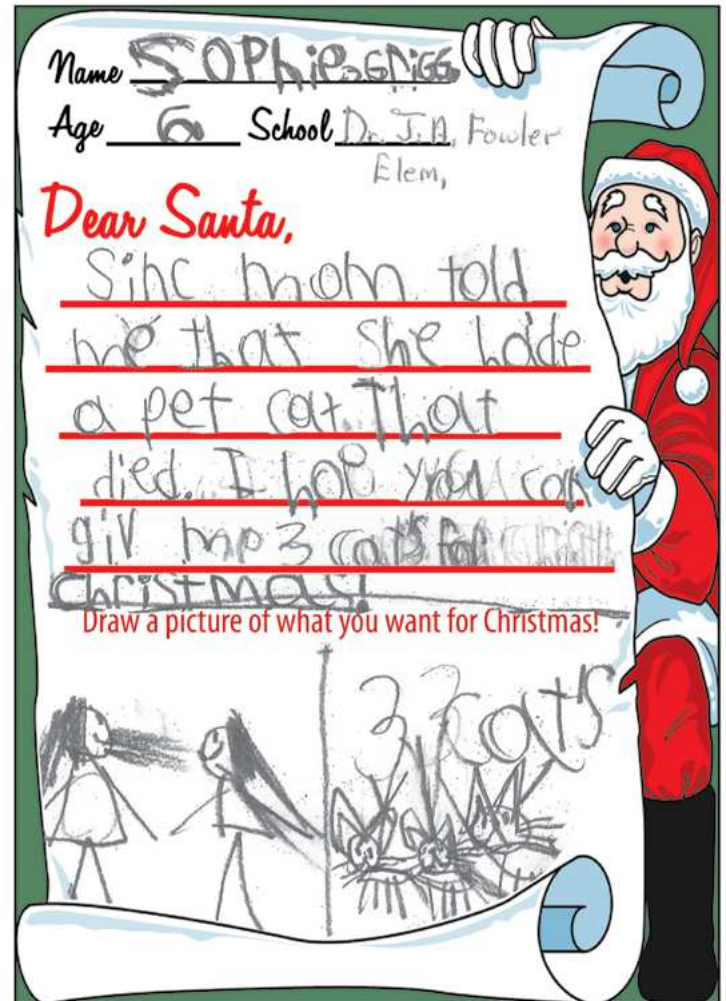 Name SOPhie GRiGG
Age 6 School Dr. J.A. Fowler
Elem,
Dear Santa,
Sinc mom told
me that She hade
a pet cat. That
died. I hop you can
giv me 3 cats for
christmas!
Draw a picture of what you want for Christmas!
3 cats